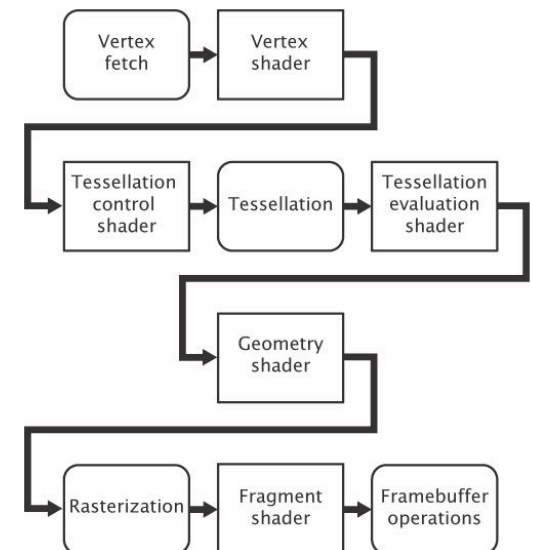 Vertex
fetch
Vertex
shader
Tessellation
control
shader
Tessellation
Tessellation
evaluation
shader
Geometry
shader
Rasterization
Fragment
shader
Framebuffer
operations